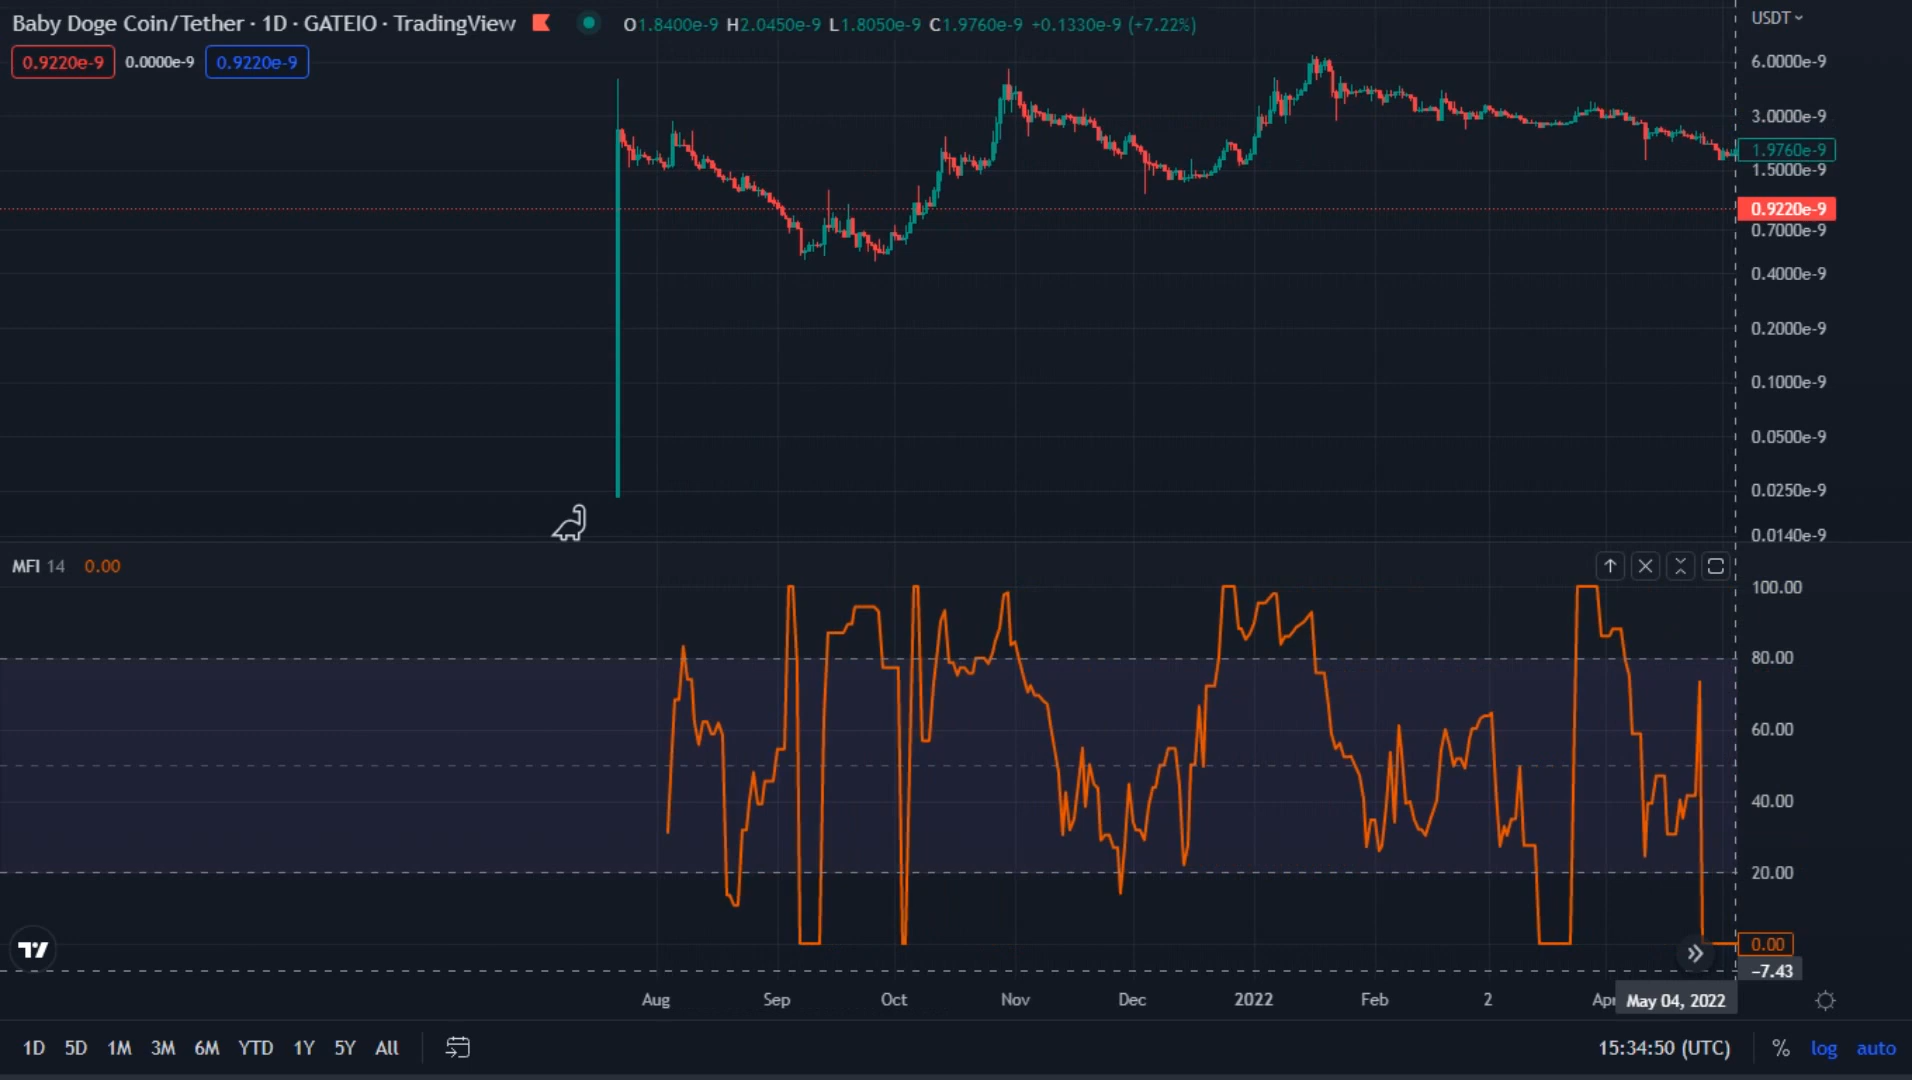 Baby Doge Coin/Tether · 1D · GATEIO · TradingView O1.8400e-9 H2.0450e-9 L1.8050e-9 C1.9760e-9 +0.1330e-9 (+7.22%) USDT
0.9220e-9 0.0000e-9 0.9220e-9
6.0000e-9
3.0000e-9
1.9760e-9
1.5000e-9
0.9220e-9
0.7000e-9
0.4000e-9
0.2000e-9
0.1000e-9
0.0500e-9
0.0250e-9
0.0140e-9
MFI 14 0.00
100.00
80.00
60.00
40.00
20.00
0.00
−7.43
Aug Sep Oct Nov Dec 2022 Feb 2 Apr May 04, 2022
1D 5D 1M 3M 6M YTD 1Y 5Y All 15:34:50 (UTC) % log auto